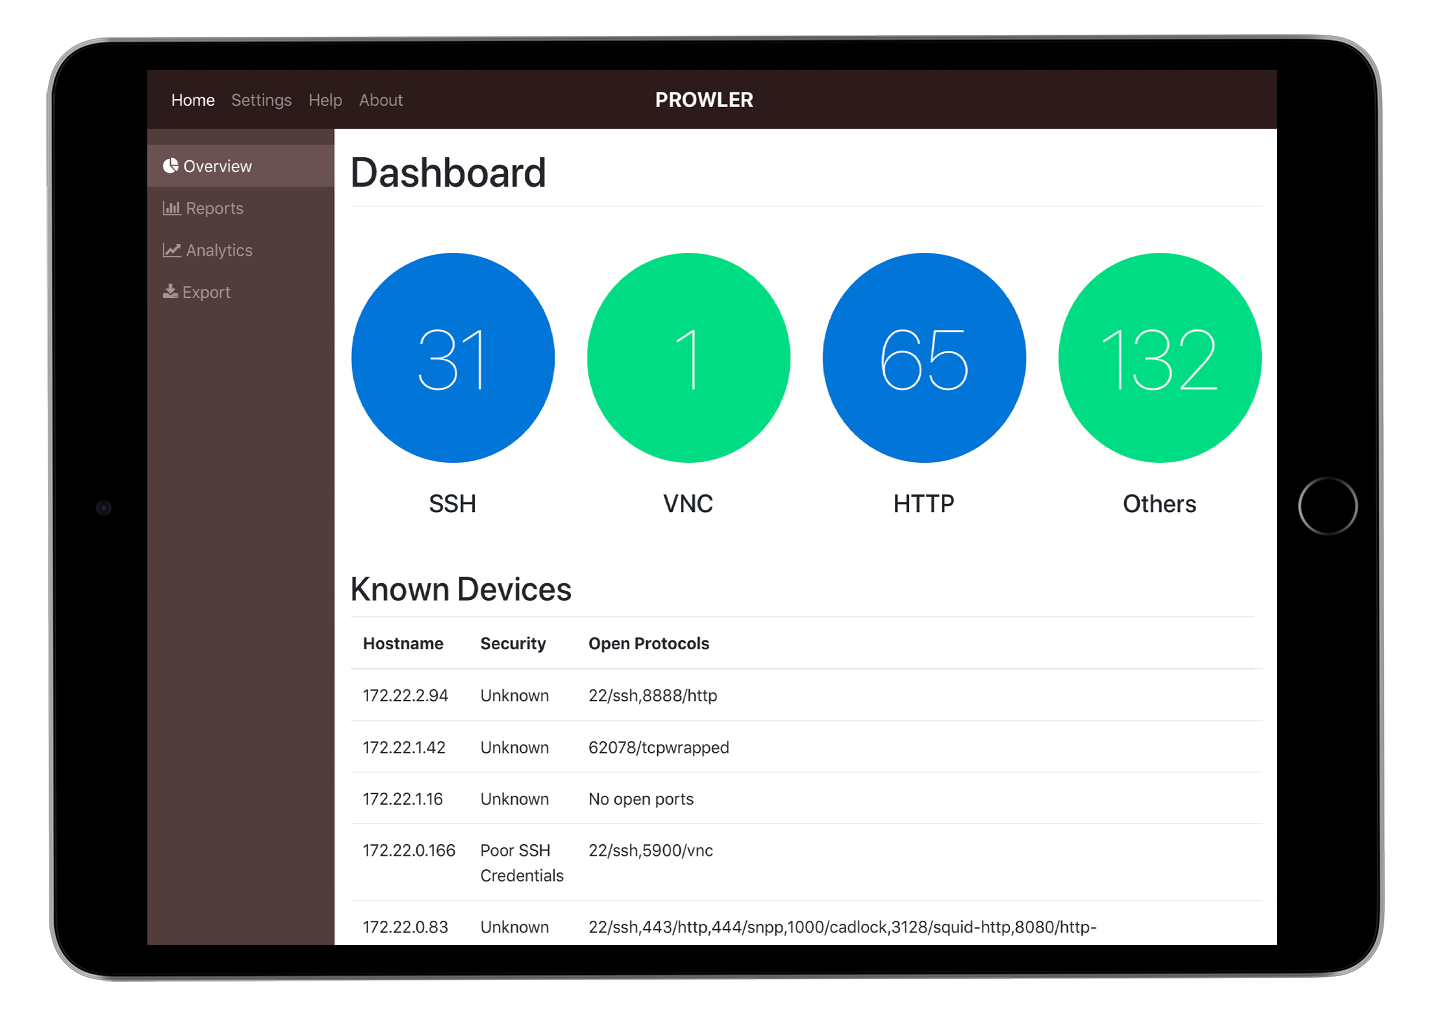 Home Settings Help About PROWLER
Overview
Reports
Analytics
Export
Dashboard
31 1 65 132
SSH VNC HTTP Others
Known Devices
Hostname Security Open Protocols
172.22.2.94 Unknown 22/ssh,8888/http
172.22.1.42 Unknown 62078/tcpwrapped
172.22.1.16 Unknown No open ports
172.22.0.166 Poor SSH 22/ssh,5900/vnc
Credentials
172.22.0.83 Unknown 22/ssh,443/http,444/snpp,1000/cadlock,3128/squid-http,8080/http-